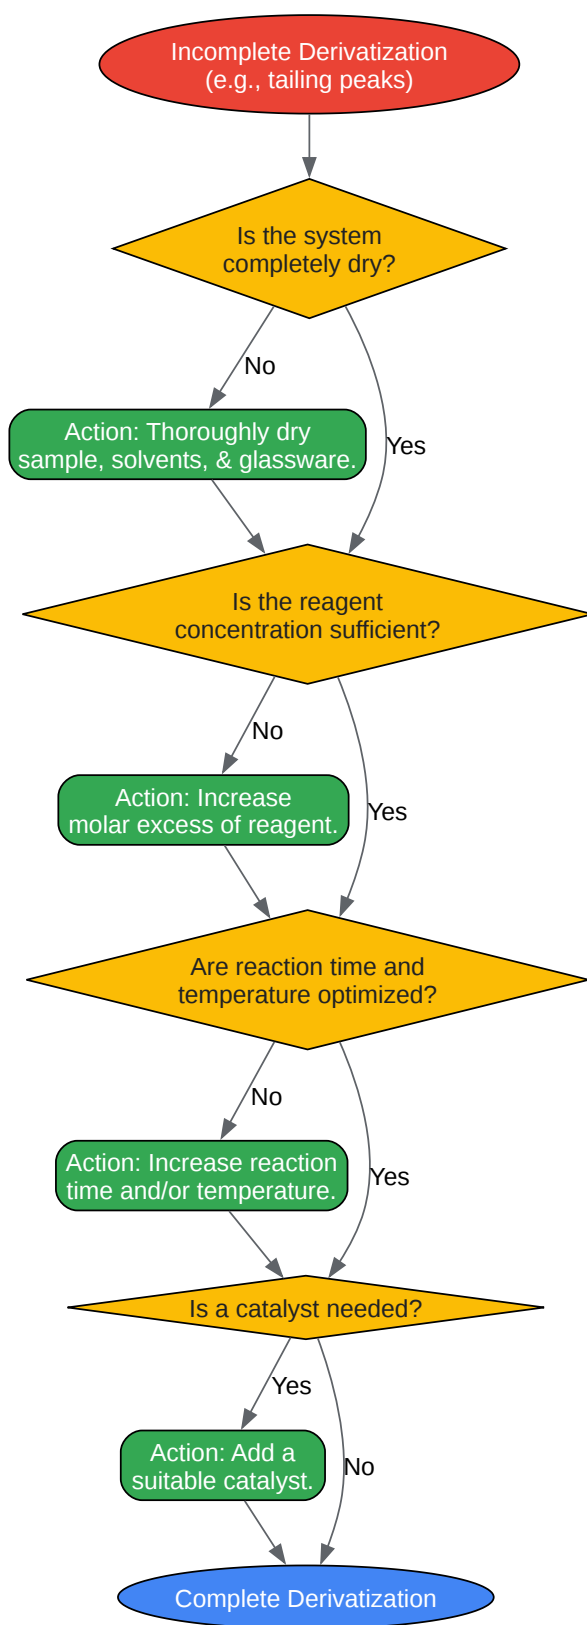 Incomplete Derivatization
(e.g., tailing peaks)
Is the system
completely dry?
No
Action: Thoroughly dry
sample, solvents, & glassware.
Yes
Is the reagent
concentration sufficient?
No
Action: Increase
molar excess of reagent.
Yes
Are reaction time and
temperature optimized?
No
Action: Increase reaction
time and/or temperature.
Yes
Is a catalyst needed?
Yes
Action: Add a
suitable catalyst.
No
Complete Derivatization